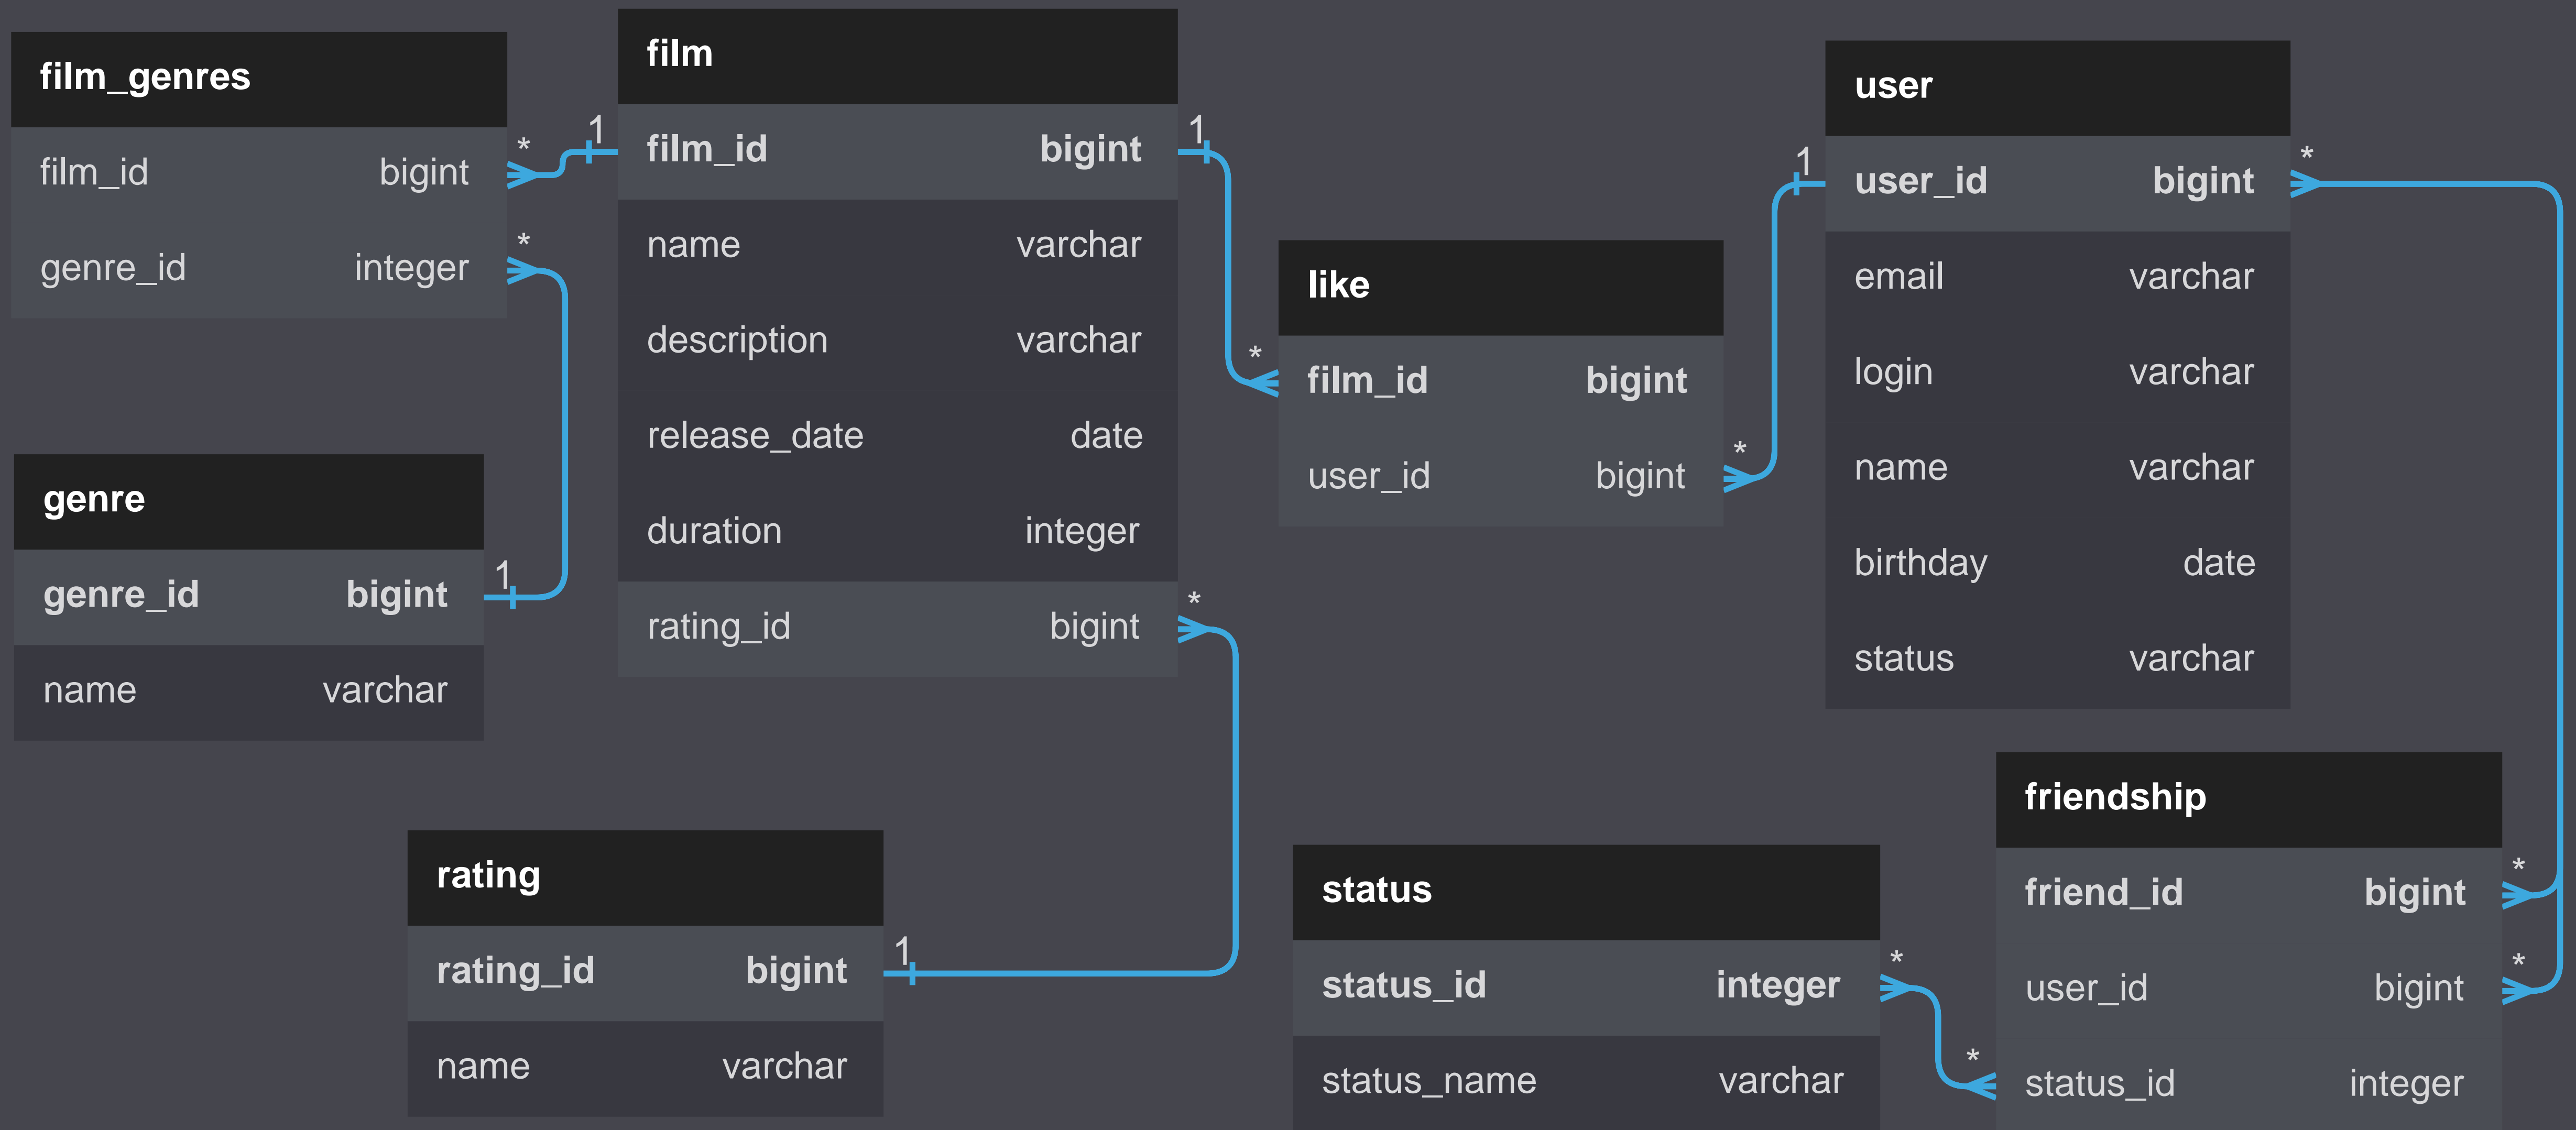 film_genres
film_id bigint
genre_id integer
*
*
1
film
film_id bigint
name varchar
description varchar
release_date date
duration integer
rating_id bigint
1
*
genre
genre_id bigint
name varchar
1
like
film_id bigint
user_id bigint
*
*
user
user_id bigint
email varchar
login varchar
name varchar
birthday date
status varchar
1
*
rating
rating_id bigint
name varchar
1
status
status_id integer
status_name varchar
*
friendship
friend_id bigint
user_id bigint
status_id integer
*
*
*